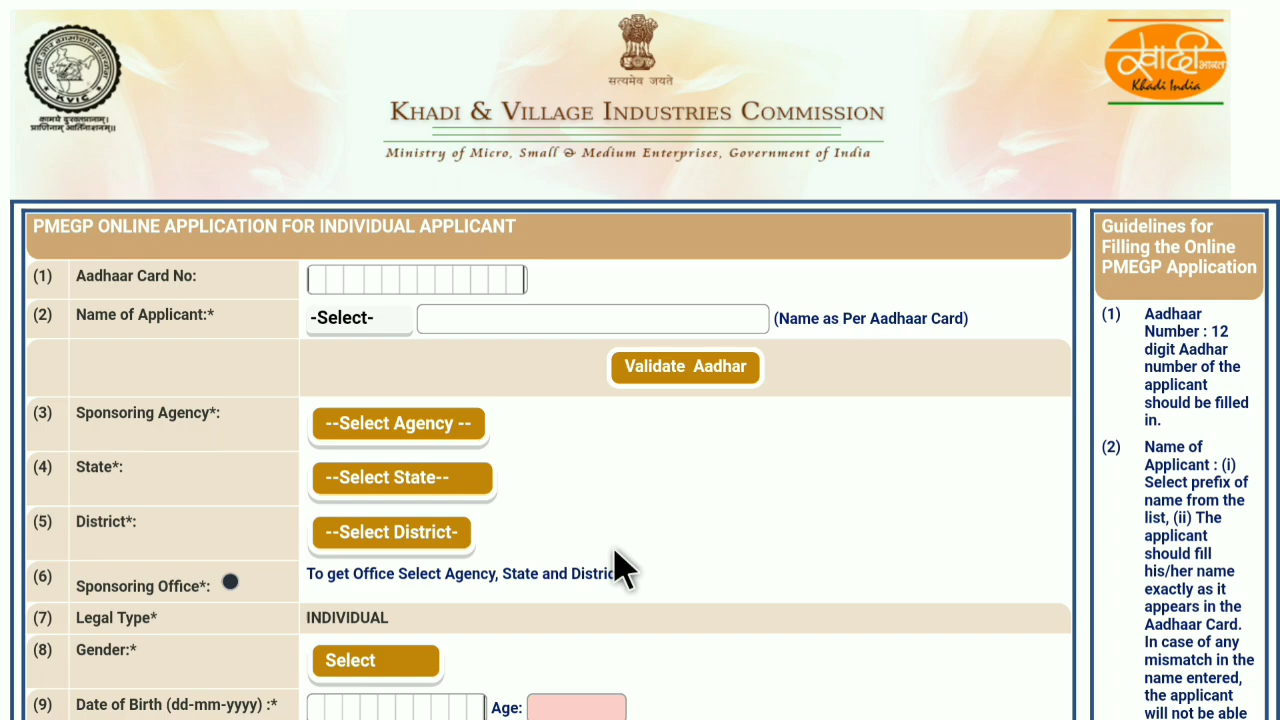 सत्यमेव जयते
KVIC
Khadi & Village Industries Commission
Ministry of Micro, Small & Medium Enterprises, Government of India
खादी भारत
Khadi India
PMEGP ONLINE APPLICATION FOR INDIVIDUAL APPLICANT
(1) Aadhaar Card No:
(2) Name of Applicant:* -Select- (Name as Per Aadhaar Card)
Validate Aadhar
(3) Sponsoring Agency*: --Select Agency --
(4) State*: --Select State--
(5) District*: --Select District-
(6) Sponsoring Office*: To get Office Select Agency, State and
(7) Legal Type* INDIVIDUAL
(8) Gender:* Select
(9) Date of Birth (dd-mm-yyyy) :* Age:
Guidelines for
Filling the Online
PMEGP Application
(1) Aadhaar
Number : 12
digit Aadhar
number of the
applicant
should be filled
in.
(2) Name of
Applicant : (i)
Select prefix of
name from the
list, (ii) The
applicant
should fill
his/her name
exactly as it
appears in the
Aadhaar Card.
In case of any
mismatch in the
name entered,
the applicant
will not be able